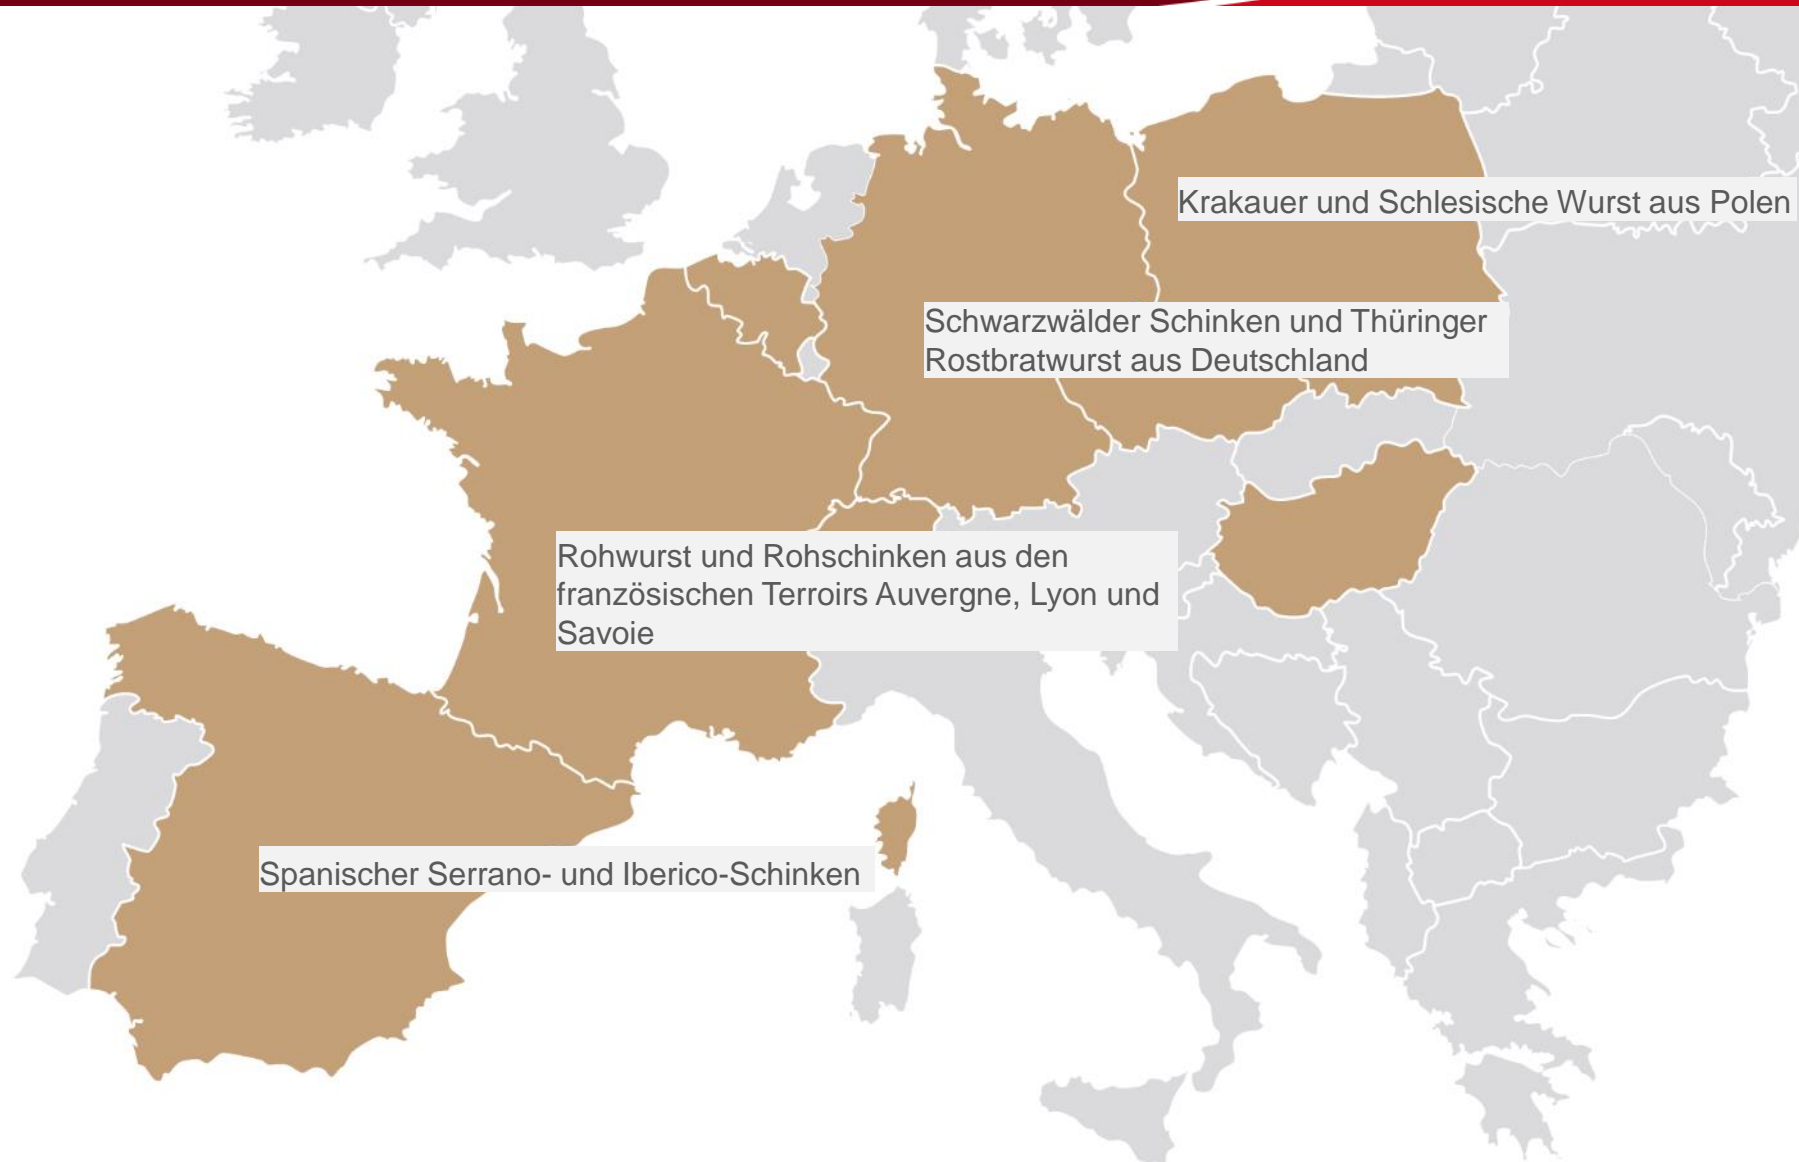 Krakauer und Schlesische Wurst aus Polen
Schwarzwälder Schinken und Thüringer
Rostbratwurst aus Deutschland
Rohwurst und Rohschinken aus den
französischen Terroirs Auvergne, Lyon und
Savoie
Spanischer Serrano- und Iberico-Schinken